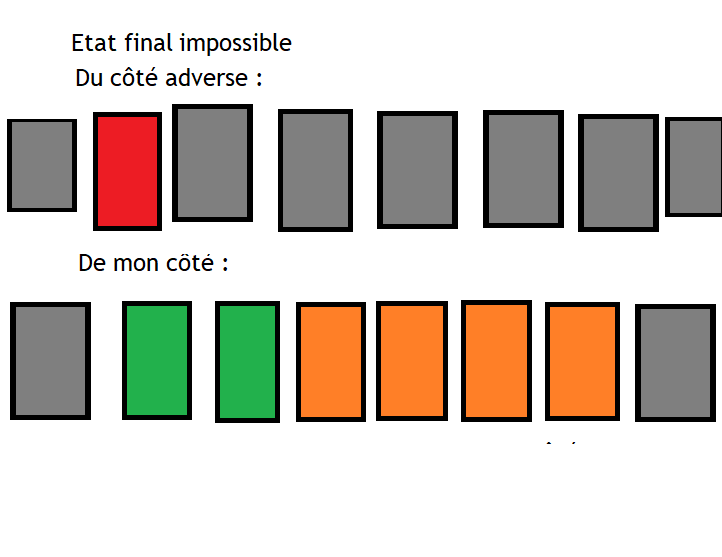 Etat final impossible
Du côté adverse :
De mon côté :